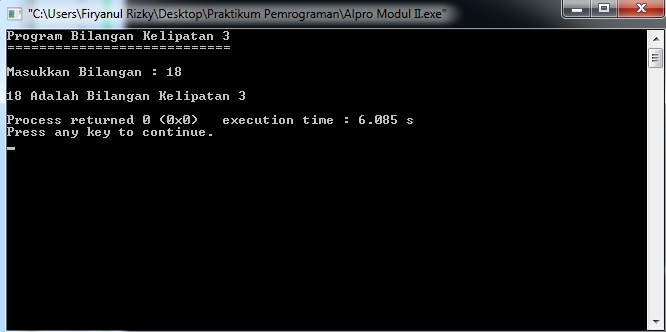 "C:\Users\Firyanul Rizky\Desktop\Praktikum Pemrograman\Alpro Modul II.exe"
Program Bilangan Kelipatan 3
============================
Masukkan Bilangan : 18
18 Adalah Bilangan Kelipatan 3
Process returned 0 (0x0)   execution time : 6.085 s
Press any key to continue.